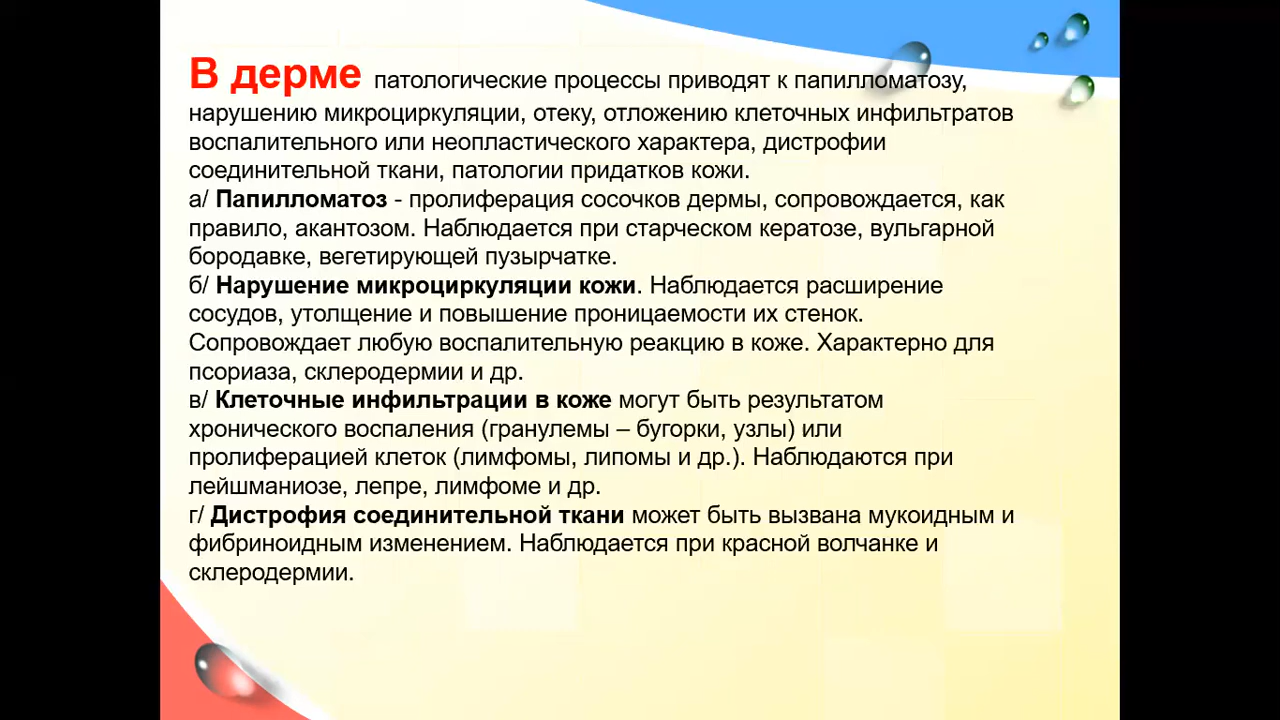 В дерме патологические процессы приводят к папилломатозу,
нарушению микроциркуляции, отеку, отложению клеточных инфильтратов
воспалительного или неопластического характера, дистрофии
соединительной ткани, патологии придатков кожи.
а/ Папилломатоз - пролиферация сосочков дермы, сопровождается, как
правило, акантозом. Наблюдается при старческом кератозе, вульгарной
бородавке, вегетирующей пузырчатке.
б/ Нарушение микроциркуляции кожи. Наблюдается расширение
сосудов, утолщение и повышение проницаемости их стенок.
Сопровождает любую воспалительную реакцию в коже. Характерно для
псориаза, склеродермии и др.
в/ Клеточные инфильтрации в коже могут быть результатом
хронического воспаления (гранулемы – бугорки, узлы) или
пролиферацией клеток (лимфомы, липомы и др.). Наблюдаются при
лейшманиозе, лепре, лимфоме и др.
г/ Дистрофия соединительной ткани может быть вызвана мукоидным и
фибриноидным изменением. Наблюдается при красной волчанке и
склеродермии.